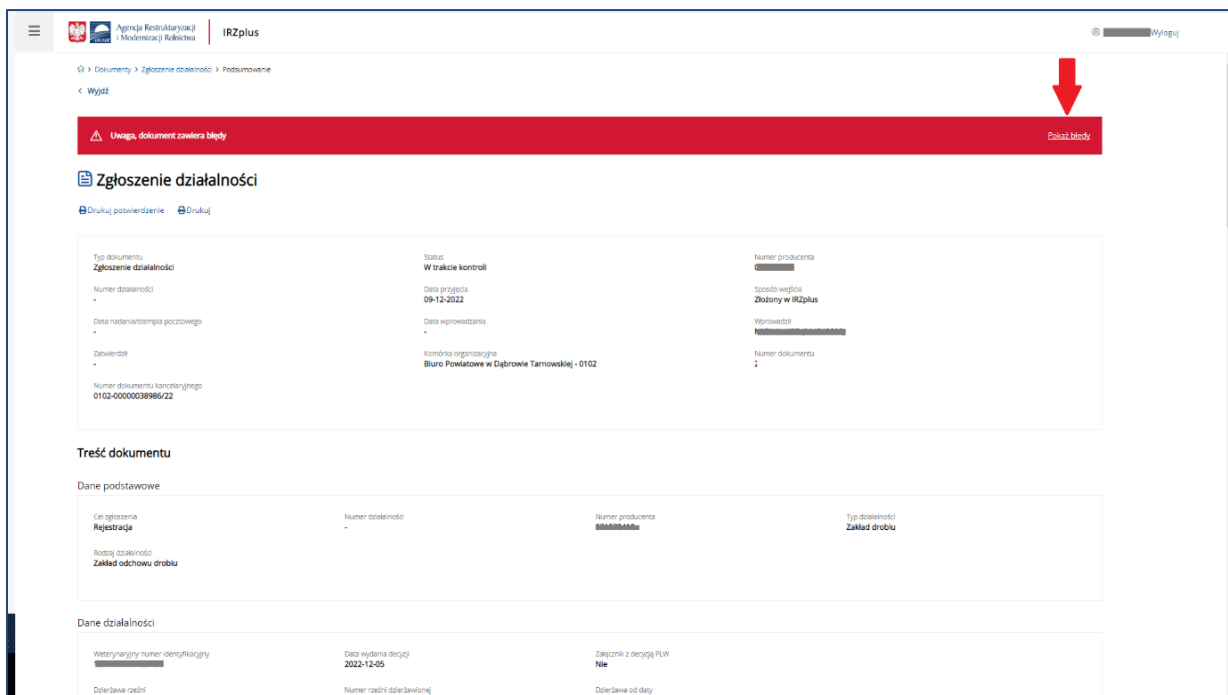 Agencja Restrukturyzacji
i Modernizacji Rolnictwa
IRZplus
Wyloguj
> Dokumenty > Zgłoszenie działalności > Podsumowanie
< Wyjdź
Uwaga, dokument zawiera błędy
Pokaż błędy
Zgłoszenie działalności
Drukuj potwierdzenie Drukuj
Typ dokumentu Status Numer producenta
Zgłoszenie działalności W trakcie kontroli
Numer działalności Data przyjęcia Sposób wejścia
- 09-12-2022 Złożony w IRZplus
Data nadania/stempla pocztowego Data wprowadzania Wprowadził
- -
Zatwierdził Komórka organizacyjna Numer dokumentu
- Biuro Powiatowe w Dąbrowie Tarnowskiej - 0102
Numer dokumentu kancelaryjnego
0102-00000038986/22
Treść dokumentu
Dane podstawowe
Cel zgłoszenia Numer działalności Numer producenta Typ działalności
Rejestracja - Zakład drobiu
Rodzaj działalności
Zakład odchowu drobiu
Dane działalności
Weterynaryjny numer identyfikacyjny Data wydania decyzji Załącznik z decyzją PLW
2022-12-05 Nie
Dzierżawa rzeźni Numer rzeźni dzierżawionej Dzierżawa od daty